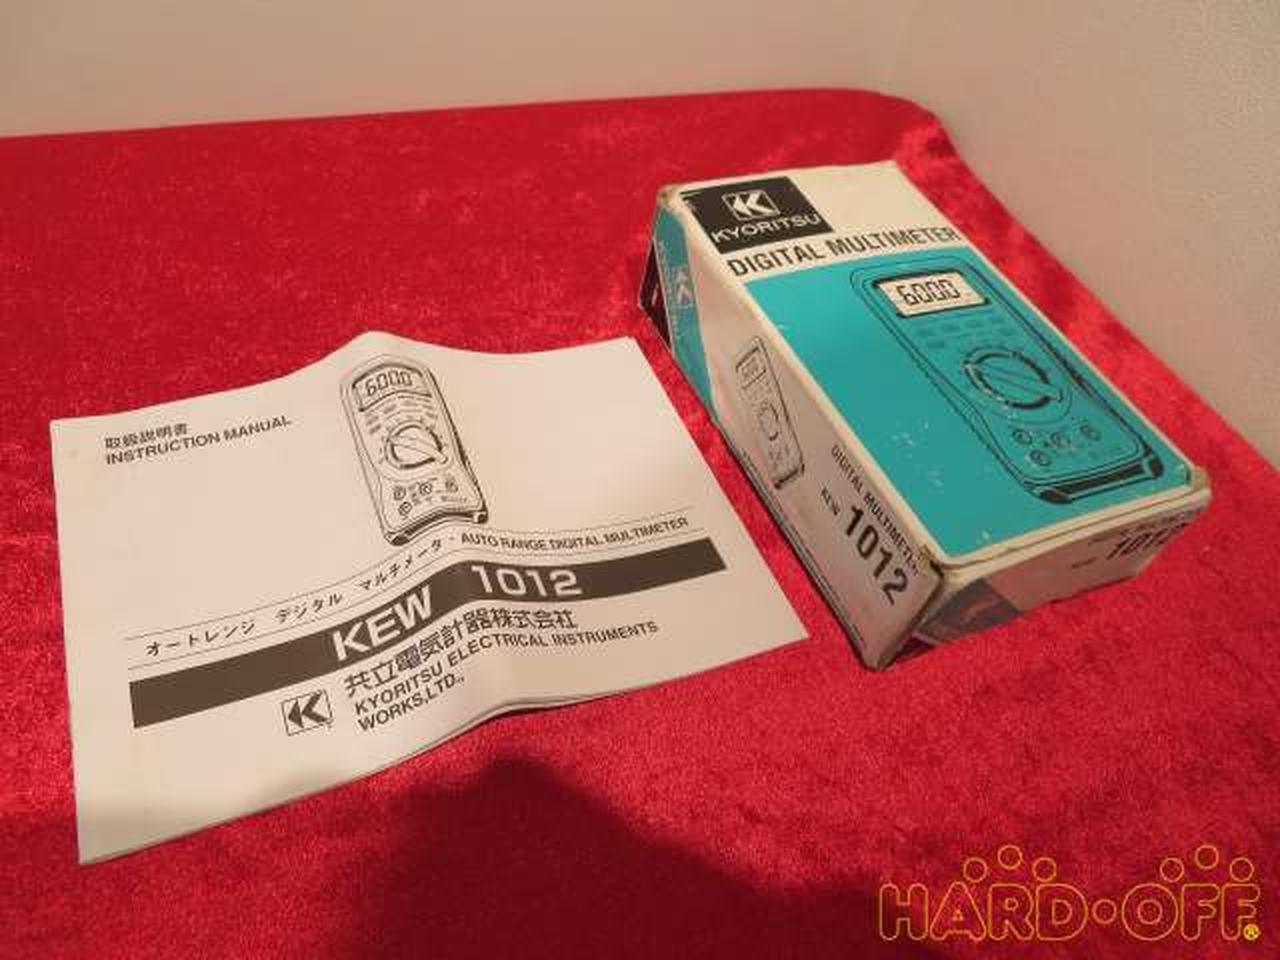 取扱説明書
INSTRUCTION MANUAL
6000
オートレンジ デジタル マルチメータ・AUTO RANGE DIGITAL MULTIMETER
KEW 1012
共立電気計器株式会社
KYORITSU ELECTRICAL INSTRUMENTS
WORKS,LTD.,
KYORITSU
DIGITAL MULTIMETER
6000
DIGITAL MULTIMETER
KEW 1012
1012
HARD・OFF®